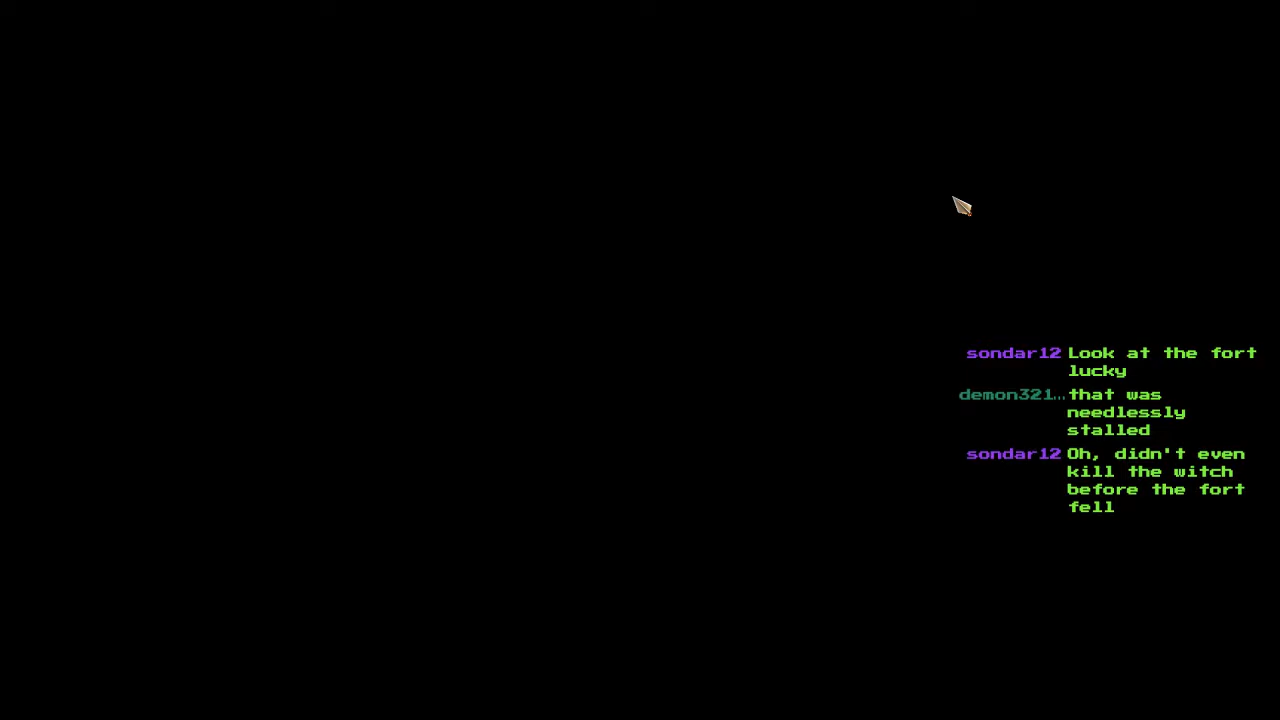 sondar12 Look at the fort
lucky
demon321… that was
needlessly
stalled
sondar12 Oh, didn't even
kill the witch
before the fort
fell